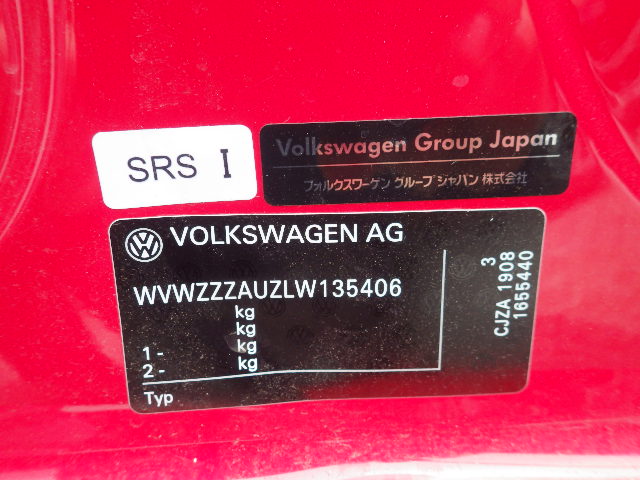 SRS I
Volkswagen Group Japan
フォルクスワーゲン グループ ジャパン 株式会社
VOLKSWAGEN AG
WVWZZZAUZLW135406
kg
kg
1 - kg
2 - kg
Typ
3
CJZA 1908
1655440